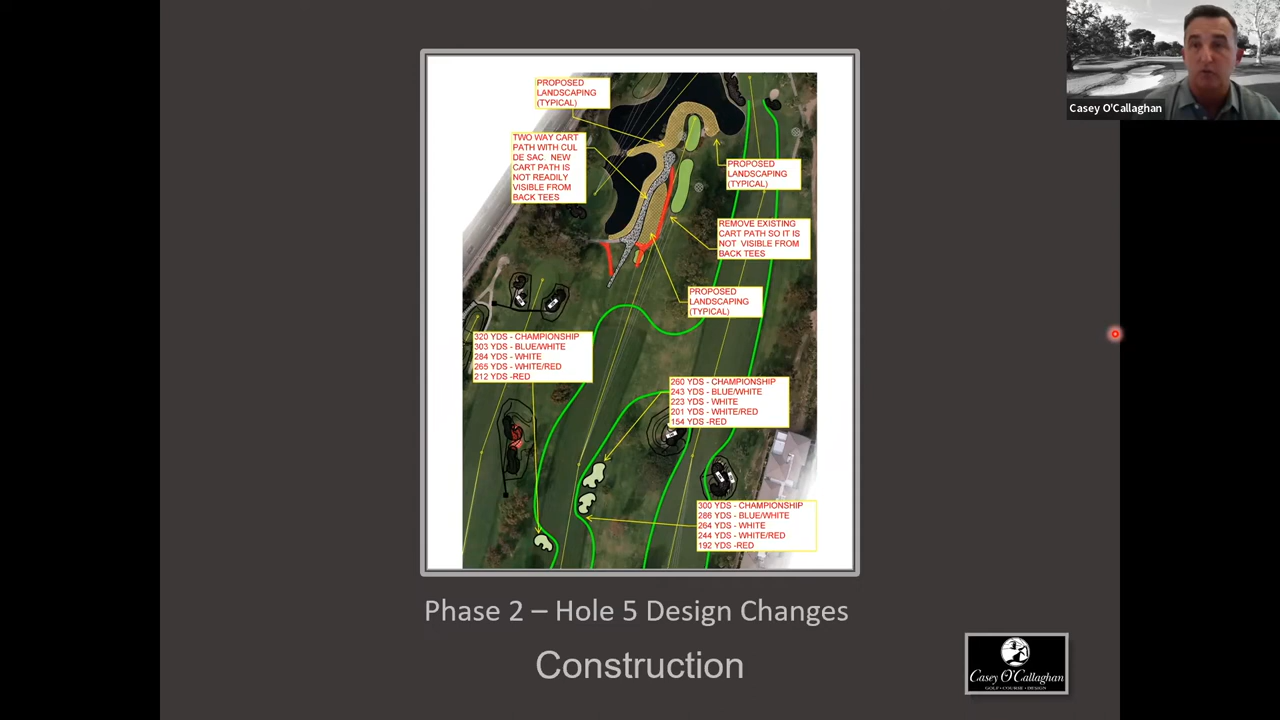 Casey O'Callaghan
PROPOSED
LANDSCAPING
(TYPICAL)
TWO WAY CART
PATH WITH CUL
DE SAC. NEW
CART PATH IS
NOT READILY
VISIBLE FROM
BACK TEES
PROPOSED
LANDSCAPING
(TYPICAL)
REMOVE EXISTING
CART PATH SO IT IS
NOT VISIBLE FROM
BACK TEES
PROPOSED
LANDSCAPING
(TYPICAL)
320 YDS - CHAMPIONSHIP
303 YDS - BLUE/WHITE
284 YDS - WHITE
265 YDS - WHITE/RED
212 YDS -RED
260 YDS - CHAMPIONSHIP
243 YDS - BLUE/WHITE
223 YDS - WHITE
201 YDS - WHITE/RED
154 YDS -RED
300 YDS - CHAMPIONSHIP
286 YDS - BLUE/WHITE
264 YDS - WHITE
244 YDS - WHITE/RED
192 YDS -RED
Phase 2 – Hole 5 Design Changes
Construction
Casey O'Callaghan
GOLF • COURSE • DESIGN